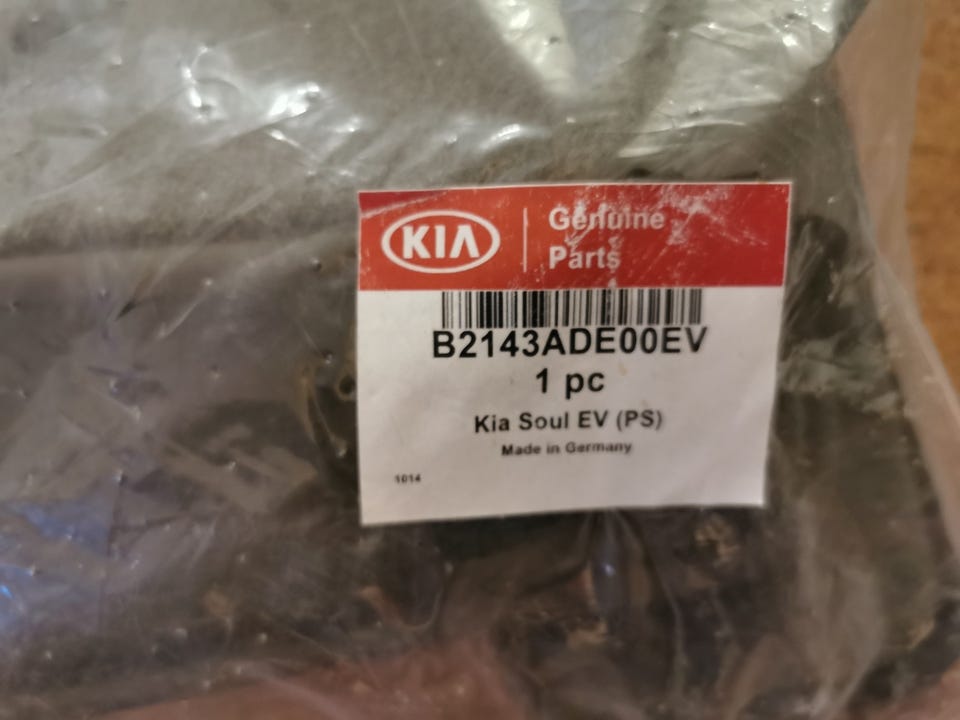 KIA
Genuine
Parts
B2143ADE00EV
1 pc
Kia Soul EV (PS)
Made in Germany
1014